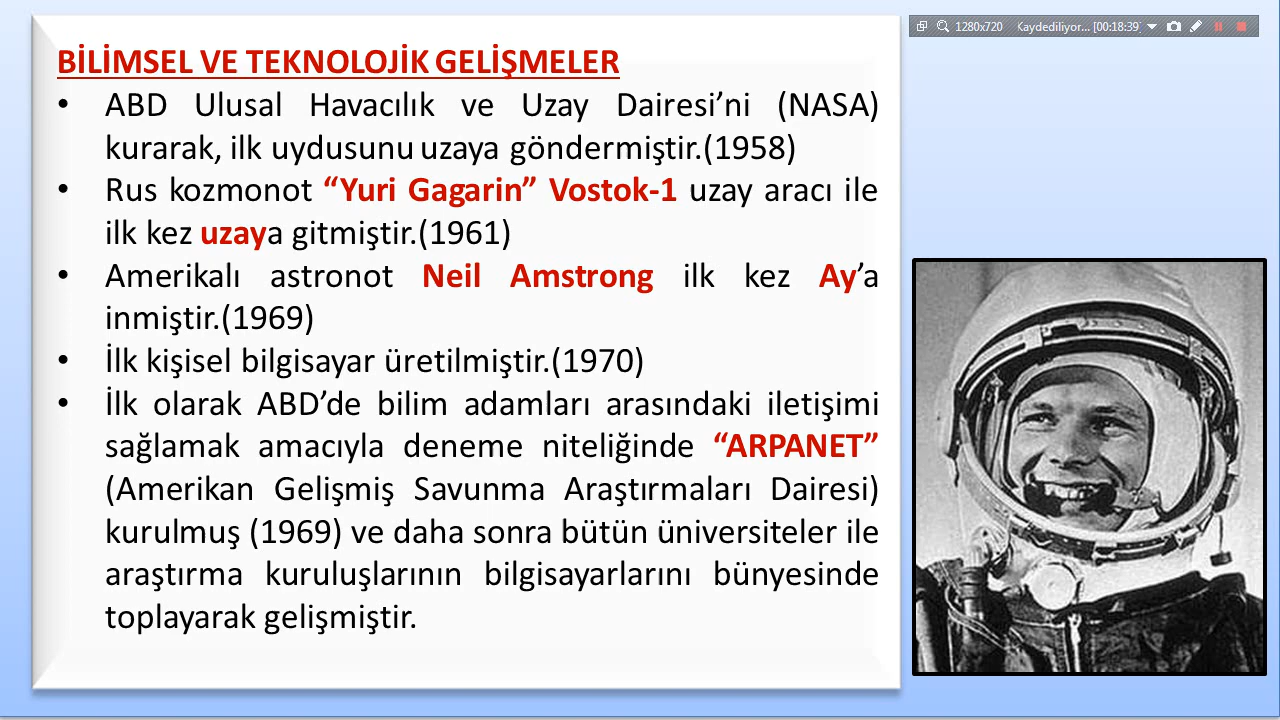 BİLİMSEL VE TEKNOLOJİK GELİŞMELER
• ABD Ulusal Havacılık ve Uzay Dairesi’ni (NASA)
kurarak, ilk uydusunu uzaya göndermiştir.(1958)
• Rus kozmonot “Yuri Gagarin” Vostok-1 uzay aracı ile
ilk kez uzaya gitmiştir.(1961)
• Amerikalı astronot Neil Amstrong ilk kez Ay’a
inmiştir.(1969)
• İlk kişisel bilgisayar üretilmiştir.(1970)
• İlk olarak ABD’de bilim adamları arasındaki iletişimi
sağlamak amacıyla deneme niteliğinde “ARPANET”
(Amerikan Gelişmiş Savunma Araştırmaları Dairesi)
kurulmuş (1969) ve daha sonra bütün üniversiteler ile
araştırma kuruluşlarının bilgisayarlarını bünyesinde
toplayarak gelişmiştir.
1280x720 Kaydediliyor... [00:18:39]